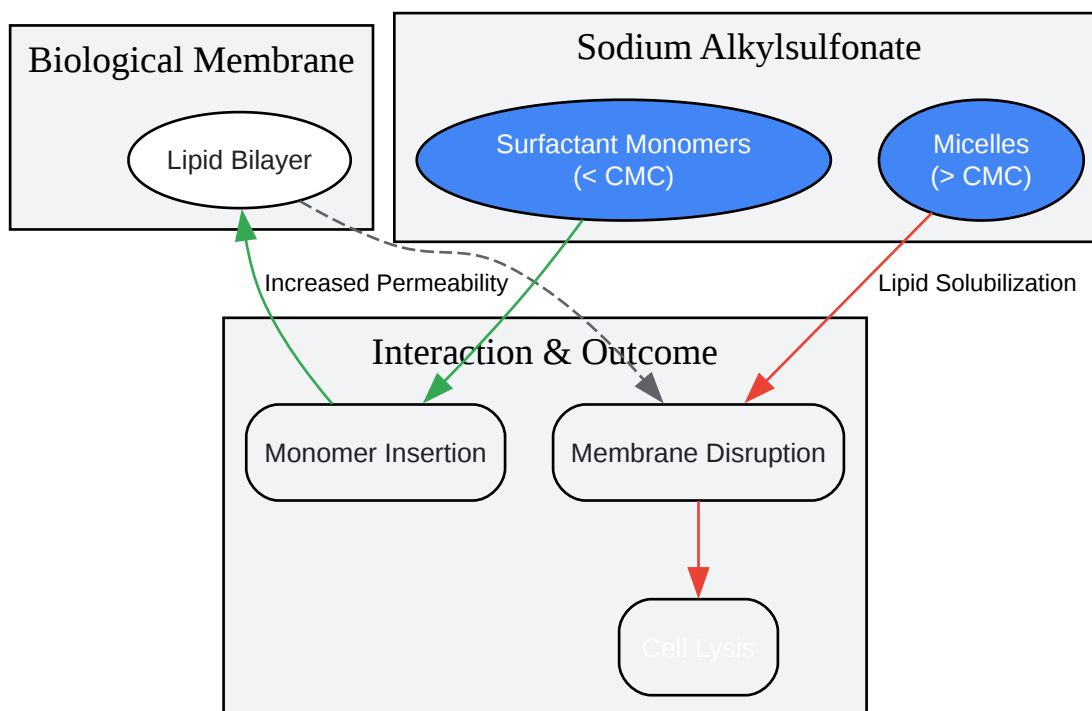 Biological Membrane
Sodium Alkylsulfonate
Lipid Bilayer
Surfactant Monomers
(< CMC)
Micelles
(> CMC)
Increased Permeability
Lipid Solubilization
Interaction & Outcome
Monomer Insertion
Membrane Disruption
Cell Lysis